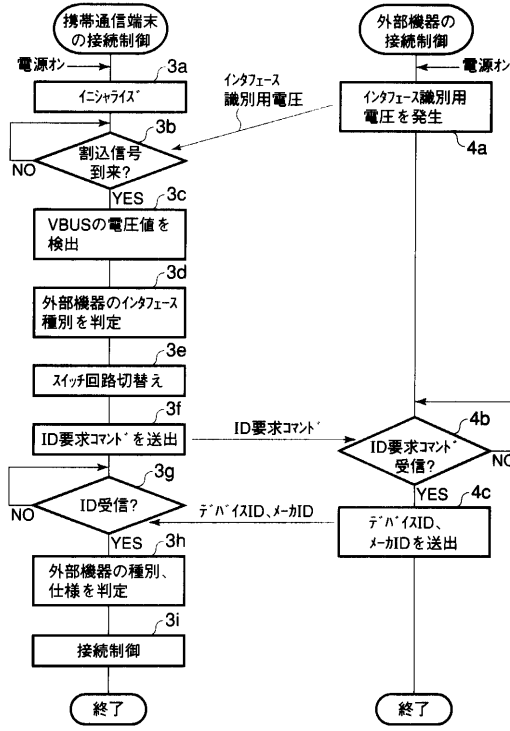 携帯通信端末
の接続制御
電源オン
3a
ｲﾆｼｬﾗｲｽﾞ
3b
割込信号
到来?
NO
YES
3c
VBUSの電圧値を
検出
3d
外部機器のｲﾝﾀﾌｪｰｽ
種別を判定
3e
ｽｲｯﾁ回路切替え
3f
ID要求ｺﾏﾝﾄﾞを送出
3g
ID受信?
NO
YES
3h
外部機器の種別、
仕様を判定
3i
接続制御
終了
ｲﾝﾀﾌｪｰｽ
識別用電圧
ID要求ｺﾏﾝﾄﾞ
ﾃﾞﾊﾞｲｽID、ﾒｰｶID
外部機器の
接続制御
電源オン
ｲﾝﾀﾌｪｰｽ識別用
電圧を発生
4a
4b
ID要求ｺﾏﾝﾄﾞ
受信?
NO
YES
4c
ﾃﾞﾊﾞｲｽID、
ﾒｰｶIDを送出
終了